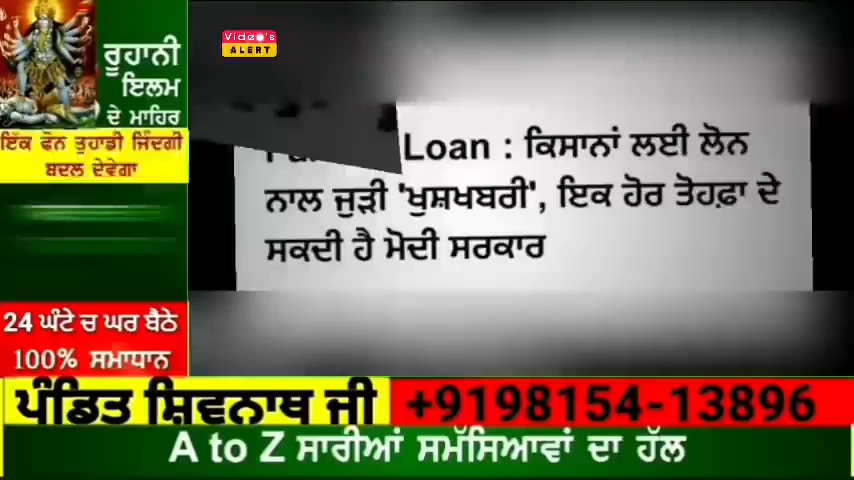 Video's
ALERT
ਰੂਹਾਨੀ
ਇਲਮ
ਦੇ ਮਾਹਿਰ
ਇੱਕ ਫੋਨ ਤੁਹਾਡੀ ਜਿੰਦਗੀ
ਬਦਲ ਦੇਵੇਗਾ
Loan : ਕਿਸਾਨਾਂ ਲਈ ਲੋਨ
ਨਾਲ ਜੁੜੀ 'ਖੁਸ਼ਖਬਰੀ', ਇਕ ਹੋਰ ਤੋਹਫ਼ਾ ਦੇ
ਸਕਦੀ ਹੈ ਮੋਦੀ ਸਰਕਾਰ
24 ਘੰਟੇ ਚ ਘਰ ਬੈਠੇ
100% ਸਮਾਧਾਨ
ਪੰਡਿਤ ਸ਼ਿਵਨਾਥ ਜੀ +9198154-13896
A to Z ਸਾਰੀਆਂ ਸਮੱਸਿਆਵਾਂ ਦਾ ਹੱਲ